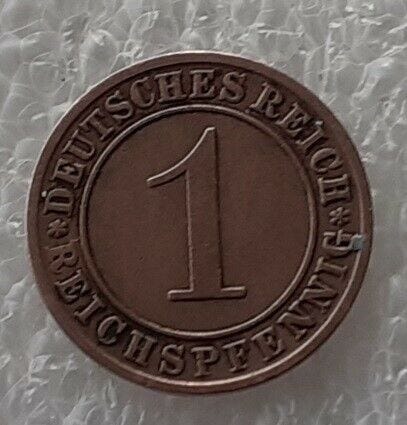 *DEUTSCHES REICH*
1
REICHSPFENNIG